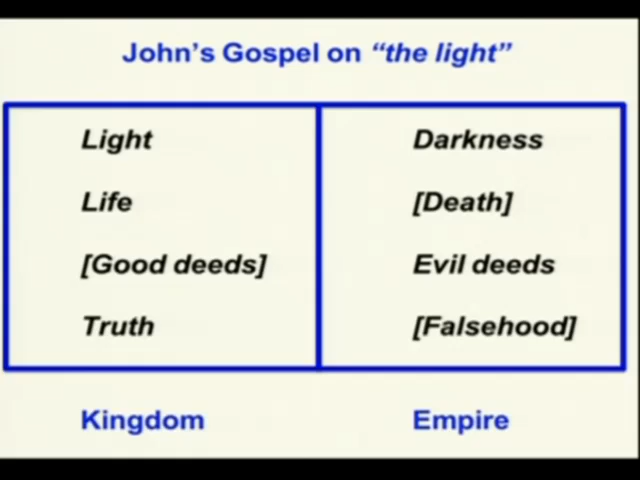 John's Gospel on “the light”
Light Darkness
Life [Death]
[Good deeds] Evil deeds
Truth [Falsehood]
Kingdom Empire